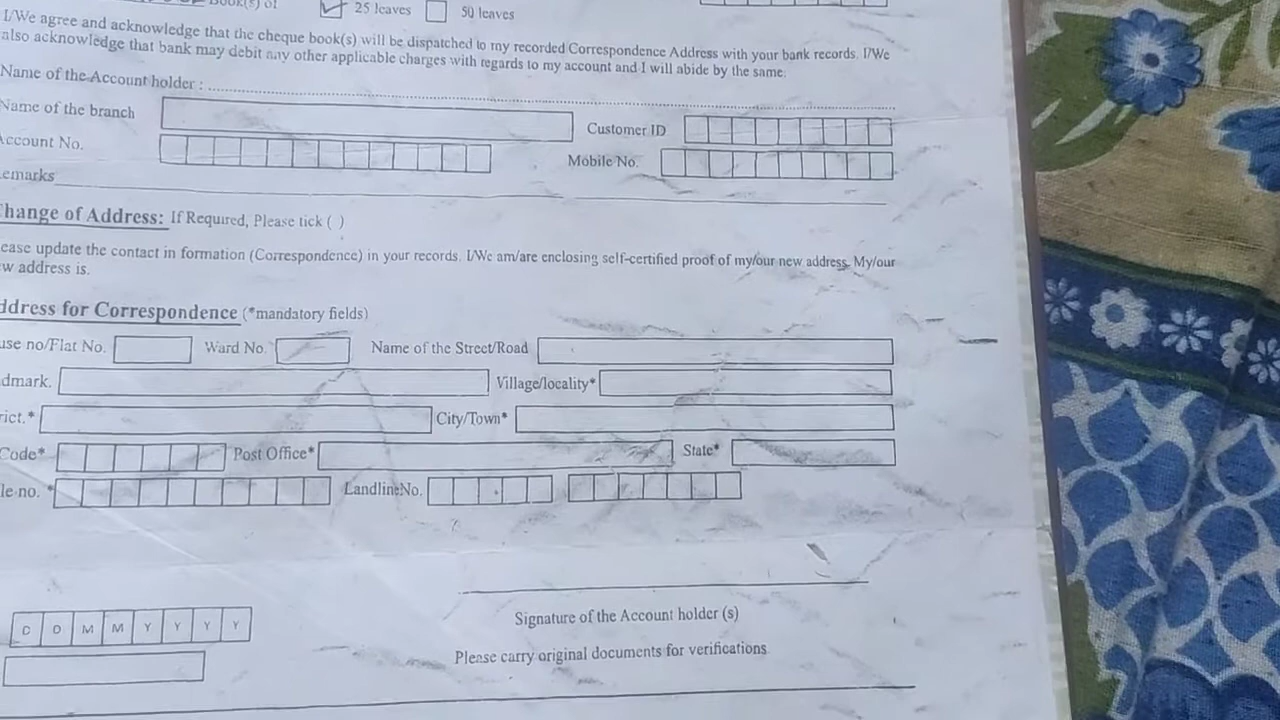 Book(s) of 25 leaves 50 leaves
I/We agree and acknowledge that the cheque book(s) will be dispatched to my recorded Correspondence Address with your bank records. I/We
also acknowledge that bank may debit any other applicable charges with regards to my account and I will abide by the same.
Name of the Account holder :
Name of the branch Customer ID
Account No. Mobile No.
emarks
hange of Address: If Required, Please tick ( )
ease update the contact in formation (Correspondence) in your records. I/We am/are enclosing self-certified proof of my/our new address. My/our
w address is.
ddress for Correspondence (*mandatory fields)
use no/Flat No. Ward No. Name of the Street/Road
dmark. Village/locality*
rict.* City/Town*
Code* Post Office* State*
le no. * Landline No.
D D M M Y Y Y Y
Signature of the Account holder (s)
Please carry original documents for verifications